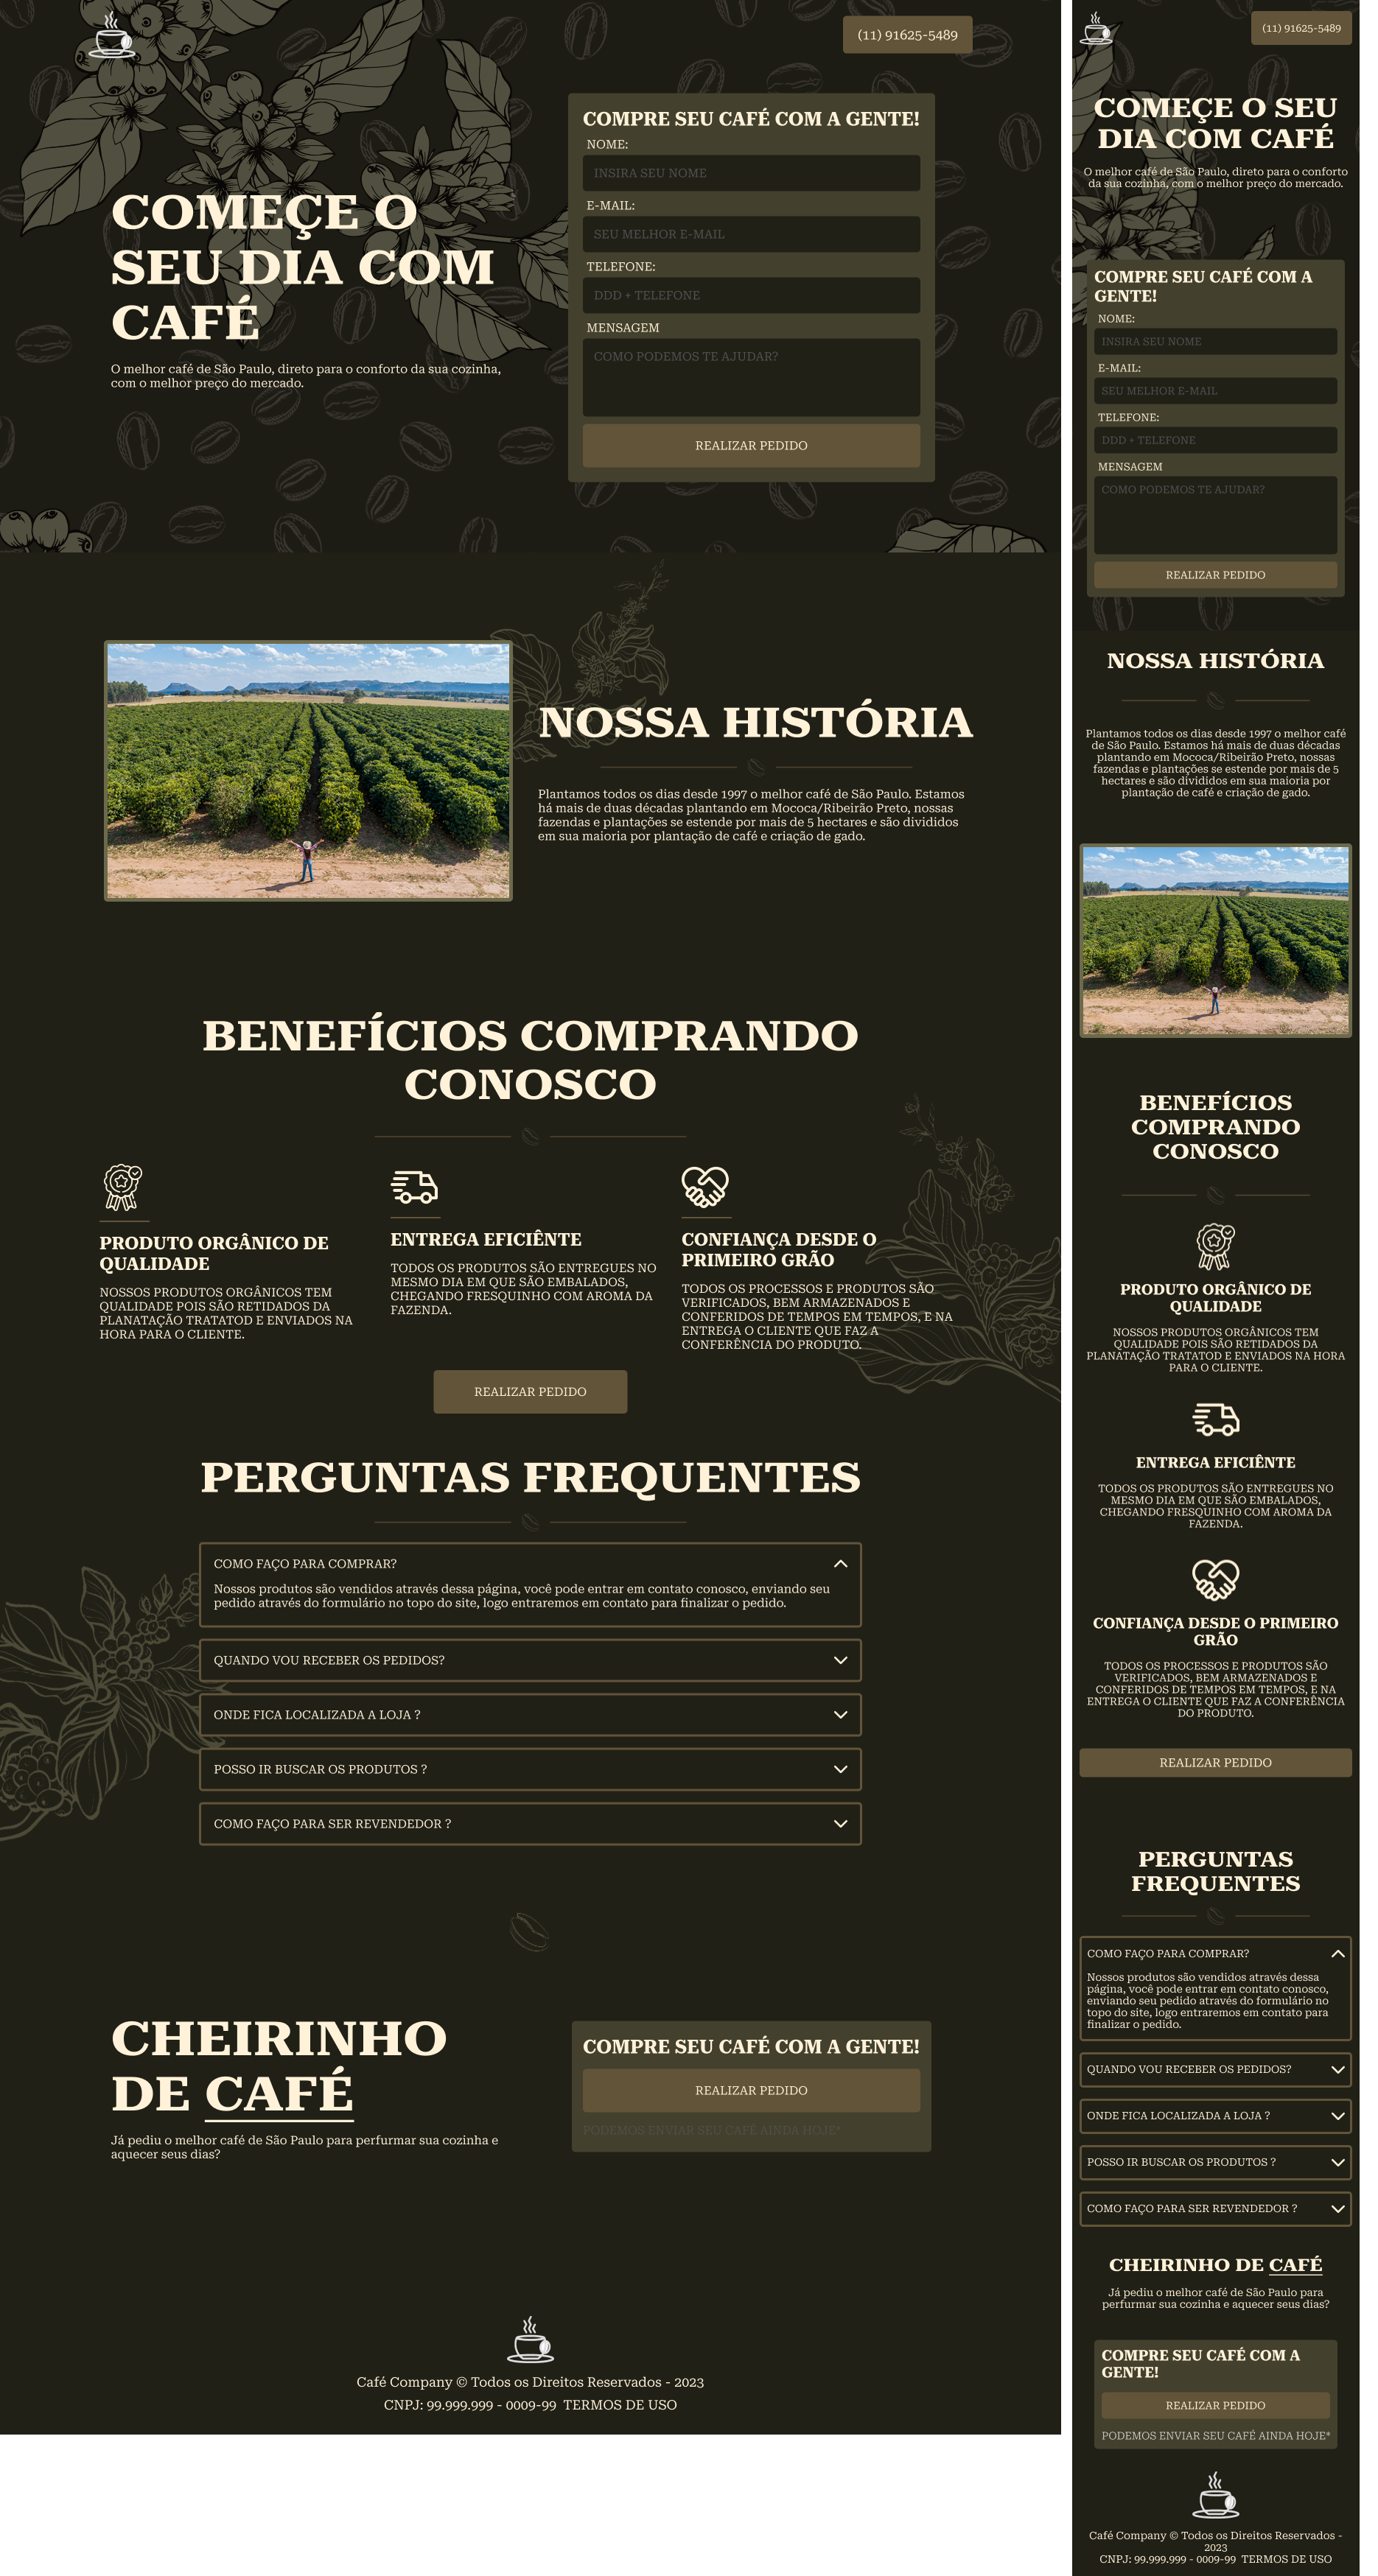 (11) 91625-5489
COMEÇE O
SEU DIA COM
CAFÉ
O melhor café de São Paulo, direto para o conforto da sua cozinha,
com o melhor preço do mercado.
COMPRE SEU CAFÉ COM A GENTE!
NOME:
INSIRA SEU NOME
E-MAIL:
SEU MELHOR E-MAIL
TELEFONE:
DDD + TELEFONE
MENSAGEM
COMO PODEMOS TE AJUDAR?
REALIZAR PEDIDO
NOSSA HISTÓRIA
Plantamos todos os dias desde 1997 o melhor café de São Paulo. Estamos
há mais de duas décadas plantando em Mococa/Ribeirão Preto, nossas
fazendas e plantações se estende por mais de 5 hectares e são divididos
em sua maioria por plantação de café e criação de gado.
BENEFÍCIOS COMPRANDO
CONOSCO
PRODUTO ORGÂNICO DE
QUALIDADE
NOSSOS PRODUTOS ORGÂNICOS TEM
QUALIDADE POIS SÃO RETIDADOS DA
PLANATAÇÃO TRATATOD E ENVIADOS NA
HORA PARA O CLIENTE.
ENTREGA EFICIÊNTE
TODOS OS PRODUTOS SÃO ENTREGUES NO
MESMO DIA EM QUE SÃO EMBALADOS,
CHEGANDO FRESQUINHO COM AROMA DA
FAZENDA.
CONFIANÇA DESDE O
PRIMEIRO GRÃO
TODOS OS PROCESSOS E PRODUTOS SÃO
VERIFICADOS, BEM ARMAZENADOS E
CONFERIDOS DE TEMPOS EM TEMPOS, E NA
ENTREGA O CLIENTE QUE FAZ A
CONFERÊNCIA DO PRODUTO.
REALIZAR PEDIDO
PERGUNTAS FREQUENTES
COMO FAÇO PARA COMPRAR?
Nossos produtos são vendidos através dessa página, você pode entrar em contato conosco, enviando seu
pedido através do formulário no topo do site, logo entraremos em contato para finalizar o pedido.
QUANDO VOU RECEBER OS PEDIDOS?
ONDE FICA LOCALIZADA A LOJA ?
POSSO IR BUSCAR OS PRODUTOS ?
COMO FAÇO PARA SER REVENDEDOR ?
CHEIRINHO
DE CAFÉ
Já pediu o melhor café de São Paulo para perfurmar sua cozinha e
aquecer seus dias?
COMPRE SEU CAFÉ COM A GENTE!
REALIZAR PEDIDO
PODEMOS ENVIAR SEU CAFÉ AINDA HOJE*
Café Company © Todos os Direitos Reservados - 2023
CNPJ: 99.999.999 - 0009-99 TERMOS DE USO
(11) 91625-5489
COMEÇE O SEU
DIA COM CAFÉ
O melhor café de São Paulo, direto para o conforto
da sua cozinha, com o melhor preço do mercado.
COMPRE SEU CAFÉ COM A
GENTE!
NOME:
INSIRA SEU NOME
E-MAIL:
SEU MELHOR E-MAIL
TELEFONE:
DDD + TELEFONE
MENSAGEM
COMO PODEMOS TE AJUDAR?
REALIZAR PEDIDO
NOSSA HISTÓRIA
Plantamos todos os dias desde 1997 o melhor café
de São Paulo. Estamos há mais de duas décadas
plantando em Mococa/Ribeirão Preto, nossas
fazendas e plantações se estende por mais de 5
hectares e são divididos em sua maioria por
plantação de café e criação de gado.
BENEFÍCIOS
COMPRANDO
CONOSCO
PRODUTO ORGÂNICO DE
QUALIDADE
NOSSOS PRODUTOS ORGÂNICOS TEM
QUALIDADE POIS SÃO RETIDADOS DA
PLANATAÇÃO TRATATOD E ENVIADOS NA HORA
PARA O CLIENTE.
ENTREGA EFICIÊNTE
TODOS OS PRODUTOS SÃO ENTREGUES NO
MESMO DIA EM QUE SÃO EMBALADOS,
CHEGANDO FRESQUINHO COM AROMA DA
FAZENDA.
CONFIANÇA DESDE O PRIMEIRO
GRÃO
TODOS OS PROCESSOS E PRODUTOS SÃO
VERIFICADOS, BEM ARMAZENADOS E
CONFERIDOS DE TEMPOS EM TEMPOS, E NA
ENTREGA O CLIENTE QUE FAZ A CONFERÊNCIA
DO PRODUTO.
REALIZAR PEDIDO
PERGUNTAS
FREQUENTES
COMO FAÇO PARA COMPRAR?
Nossos produtos são vendidos através dessa
página, você pode entrar em contato conosco,
enviando seu pedido através do formulário no
topo do site, logo entraremos em contato para
finalizar o pedido.
QUANDO VOU RECEBER OS PEDIDOS?
ONDE FICA LOCALIZADA A LOJA ?
POSSO IR BUSCAR OS PRODUTOS ?
COMO FAÇO PARA SER REVENDEDOR ?
CHEIRINHO DE CAFÉ
Já pediu o melhor café de São Paulo para
perfurmar sua cozinha e aquecer seus dias?
COMPRE SEU CAFÉ COM A
GENTE!
REALIZAR PEDIDO
PODEMOS ENVIAR SEU CAFÉ AINDA HOJE*
Café Company © Todos os Direitos Reservados -
2023
CNPJ: 99.999.999 - 0009-99 TERMOS DE USO